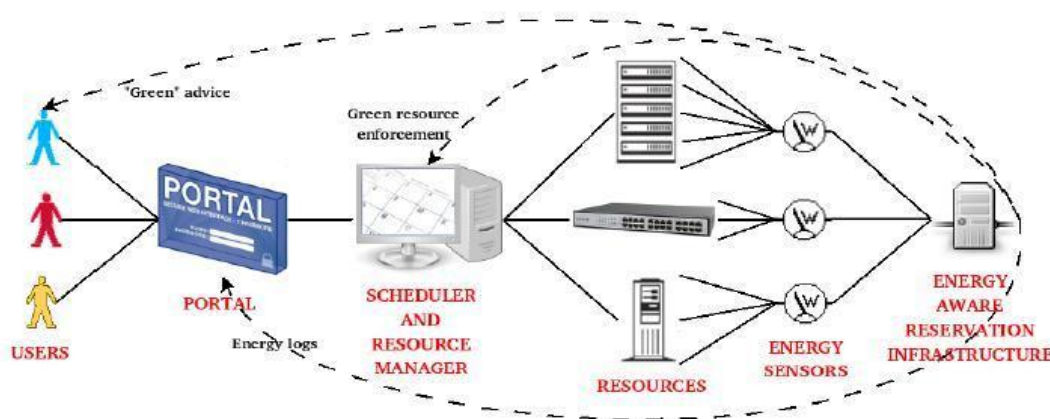 "Green" advice
Green resource
enforcement
PORTAL
PORTAL
SCHEDULER
AND
RESOURCE
MANAGER
Energy logs
USERS
RESOURCES
ENERGY
SENSORS
ENERGY
AWARE
RESERVATION
INFRASTRUCTURE
W
W
W